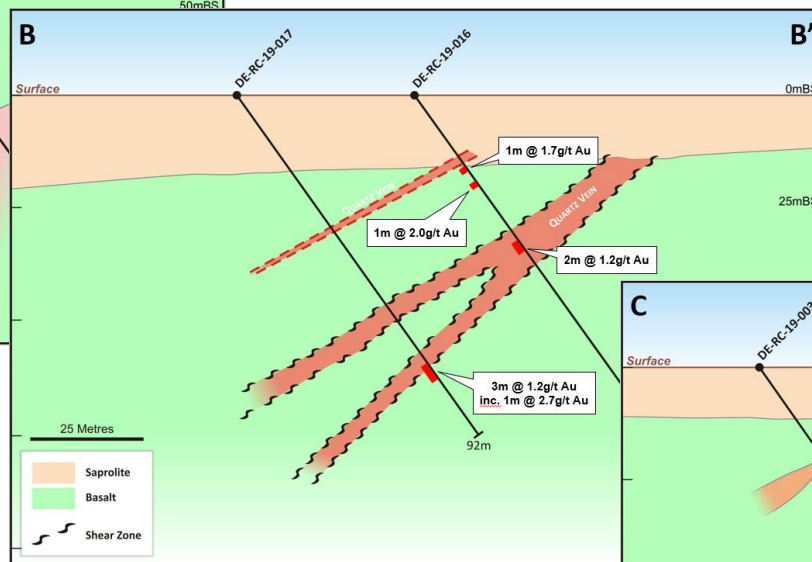 50mBS
B
B'
DE-RC-19-017
DE-RC-19-016
Surface
0mBS
1m @ 1.7g/t Au
QUARTZ VEIN
QUARTZ VEIN
25mBS
1m @ 2.0g/t Au
2m @ 1.2g/t Au
C
DE-RC-19-003
Surface
3m @ 1.2g/t Au
inc. 1m @ 2.7g/t Au
25 Metres
92m
Saprolite
Basalt
Shear Zone